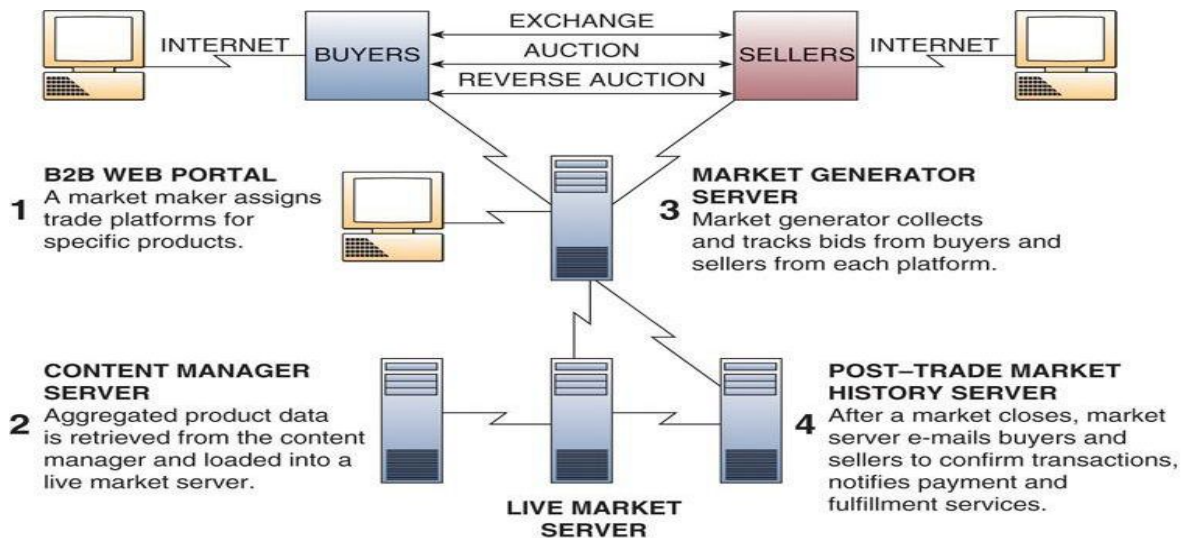 EXCHANGE
INTERNET
BUYERS
AUCTION
SELLERS
INTERNET
REVERSE AUCTION
1
B2B WEB PORTAL
A market maker assigns
trade platforms for
specific products.
3
MARKET GENERATOR
SERVER
Market generator collects
and tracks bids from buyers and
sellers from each platform.
2
CONTENT MANAGER
SERVER
Aggregated product data
is retrieved from the content
manager and loaded into a
live market server.
LIVE MARKET
SERVER
4
POST–TRADE MARKET
HISTORY SERVER
After a market closes, market
server e-mails buyers and
sellers to confirm transactions,
notifies payment and
fulfillment services.